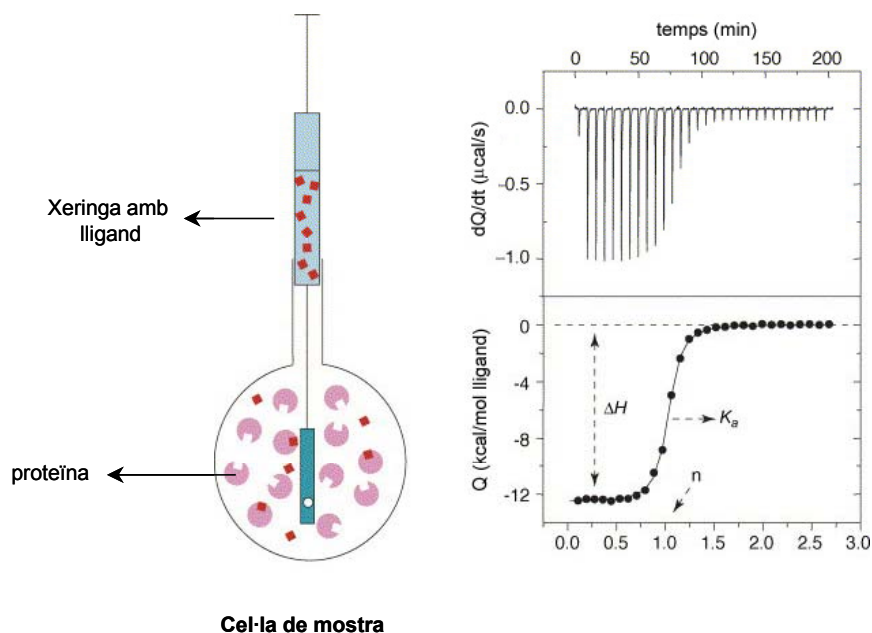 Xeringa amb
lligand
proteïna
Cel·la de mostra
temps (min)
0 50 100 150 200
0.0
-0.5
-1.0
dQ/dt (μcal/s)
0
-4
-8
-12
Q (kcal/mol lligand)
ΔH
Ka
n
0.0 0.5 1.0 1.5 2.0 2.5 3.0